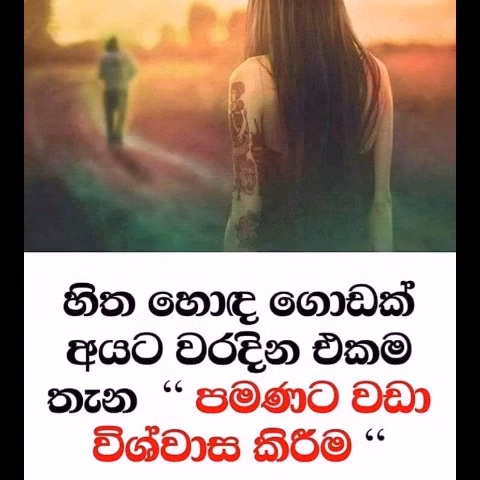 හිත හොඳ ගොඩක්
අයට වරදින එකම
තැන “ පමණට වඩා
විශ්වාස කිරීම “